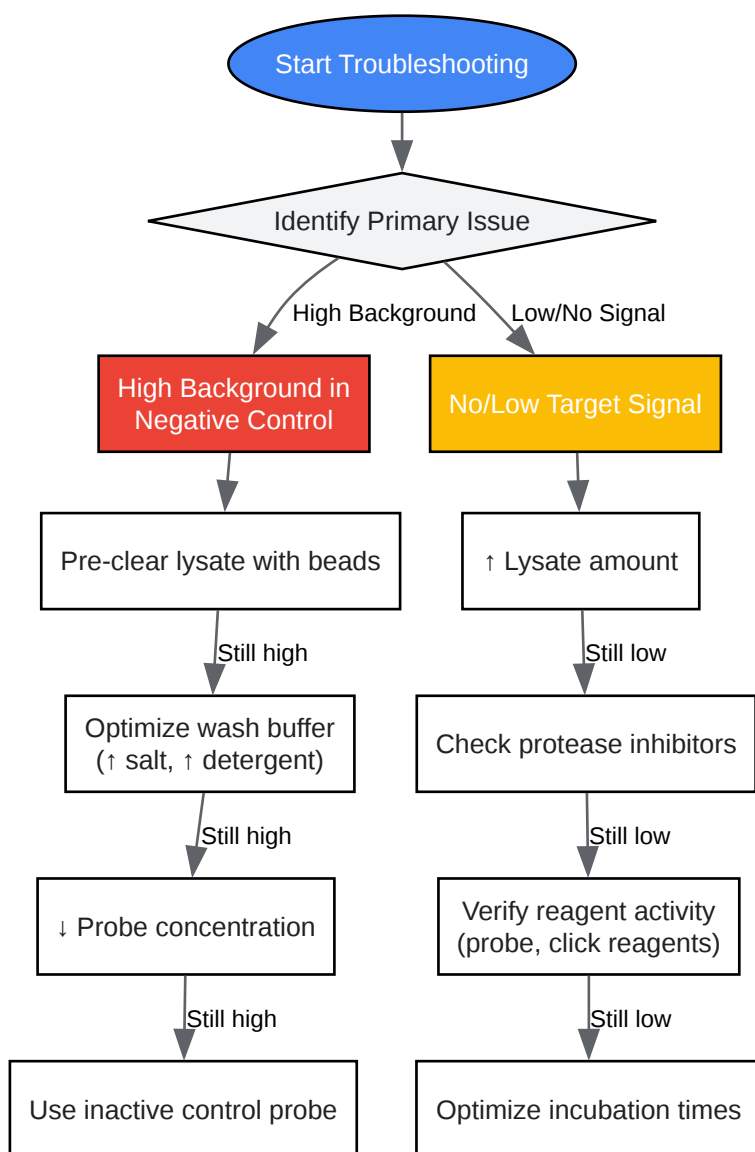 Start Troubleshooting
Identify Primary Issue
High Background
Low/No Signal
High Background in
Negative Control
No/Low Target Signal
Pre-clear lysate with beads
↑ Lysate amount
Still high
Still low
Optimize wash buffer
(↑ salt, ↑ detergent)
Check protease inhibitors
Still high
Still low
↓ Probe concentration
Verify reagent activity
(probe, click reagents)
Still high
Still low
Use inactive control probe
Optimize incubation times